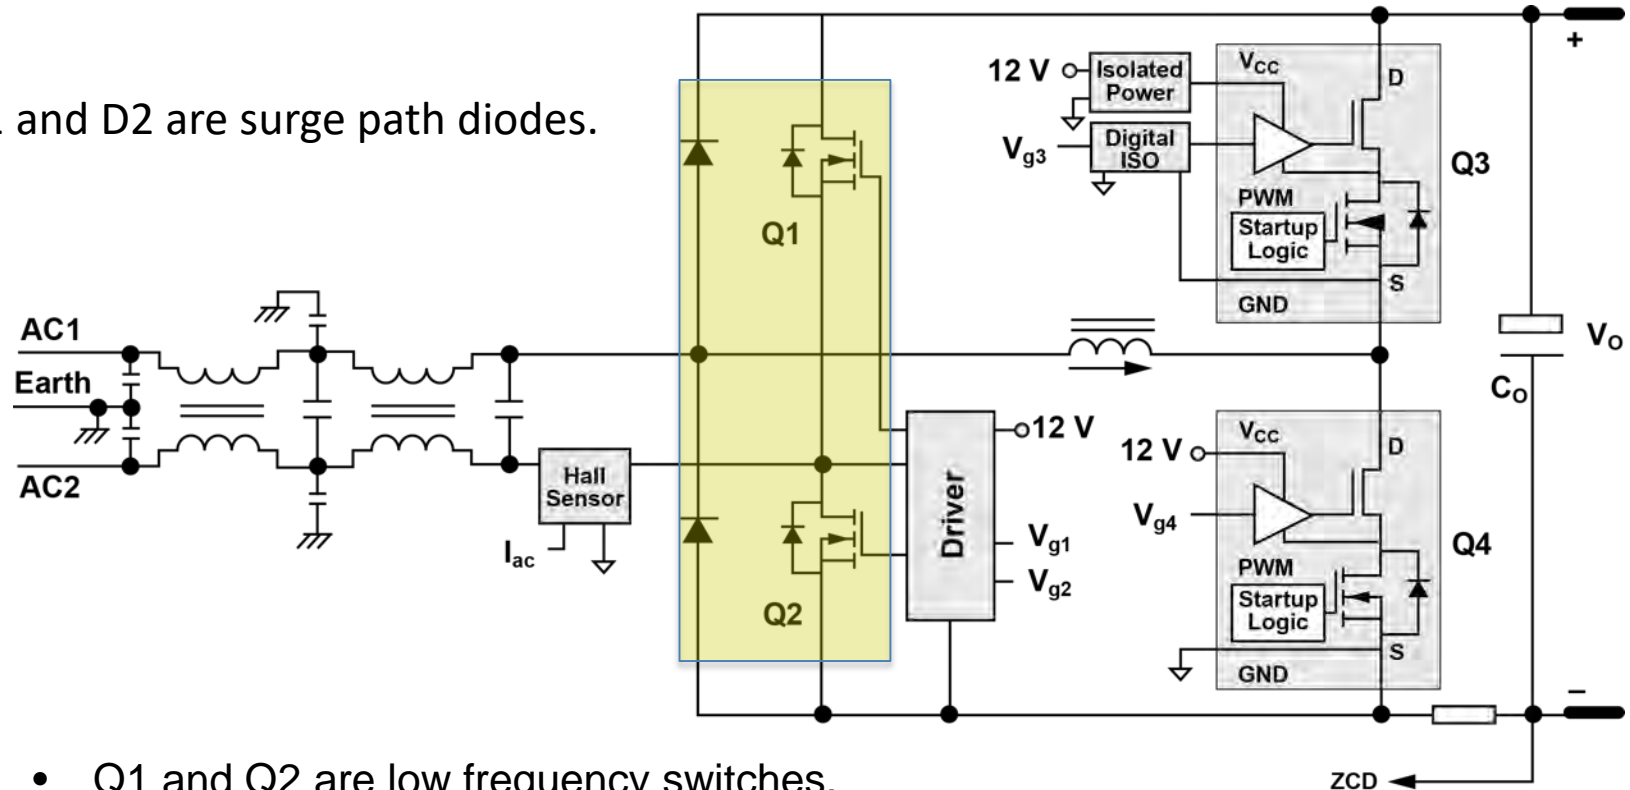 and D2 are surge path diodes.
12 V
Isolated
Power
VCC
D
Vg3
Digital
ISO
Q3
PWM
Startup
Logic
S
GND
+
Q1
AC1
Earth
AC2
VO
CO
Hall
Sensor
Iac
Driver
12 V
Vg1
Vg2
Q2
12 V
VCC
D
Vg4
Q4
PWM
Startup
Logic
S
GND
–
• Q1 and Q2 are low frequency switches.
ZCD